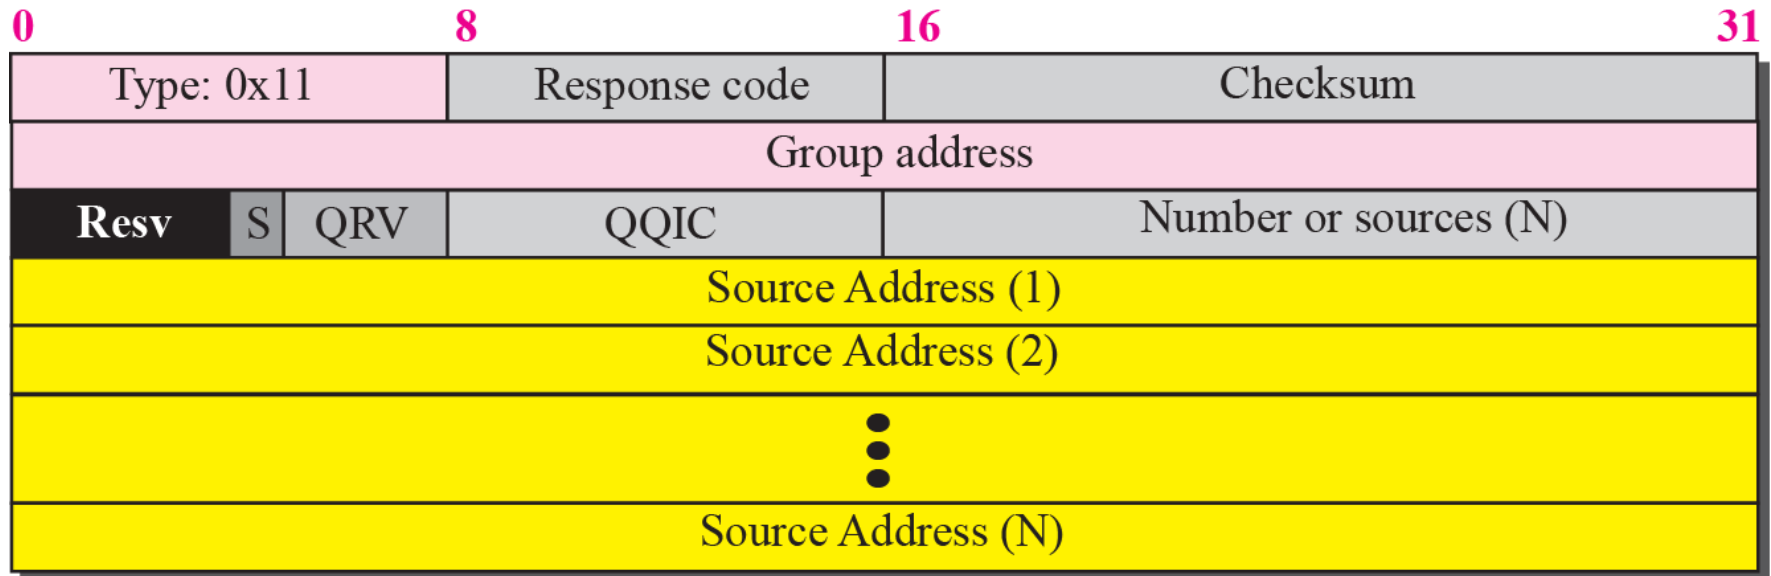 0 8 16 31
Type: 0x11 Response code Checksum
Group address
Resv S QRV QQIC Number or sources (N)
Source Address (1)
Source Address (2)
Source Address (N)